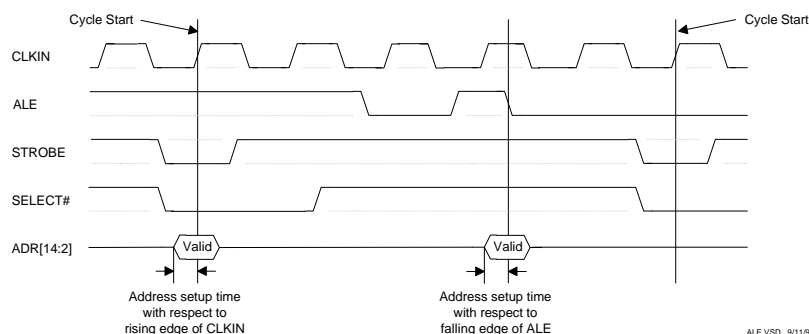 Cycle Start
Cycle Start
CLKIN
ALE
STROBE
SELECT#
ADR[14:2]
Valid
Valid
Address setup time
with respect to
rising edge of CLKIN
Address setup time
with respect to
falling edge of ALE